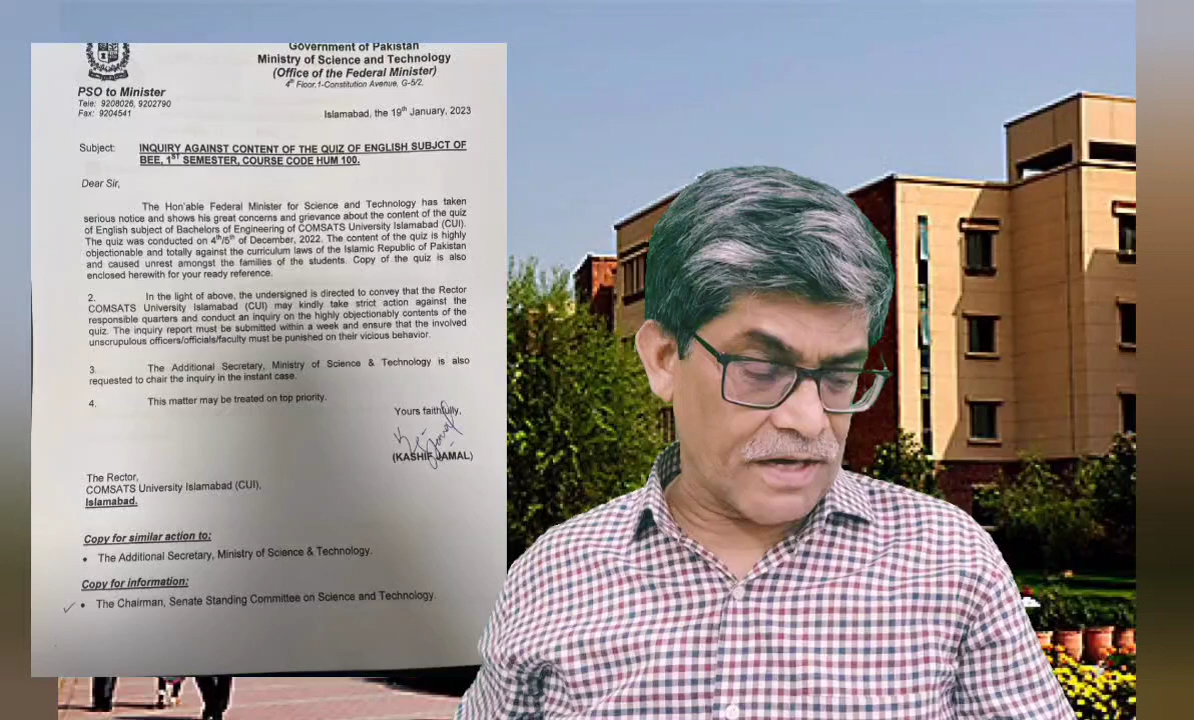 Government of Pakistan
Ministry of Science and Technology
(Office of the Federal Minister)
4th Floor,1-Constitution Avenue, G-5/2.
PSO to Minister
Tele: 9208026, 9202790
Fax: 9204541
Islamabad, the 19th January, 2023
Subject: INQUIRY AGAINST CONTENT OF THE QUIZ OF ENGLISH SUBJCT OF
BEE, 1ST SEMESTER, COURSE CODE HUM 100.
Dear Sir,
The Hon'able Federal Minister for Science and Technology has taken
serious notice and shows his great concerns and grievance about the content of the quiz
of English subject of Bachelors of Engineering of COMSATS University Islamabad (CUI).
The quiz was conducted on 4th/5th of December, 2022. The content of the quiz is highly
objectionable and totally against the curriculum laws of the Islamic Republic of Pakistan
and caused unrest amongst the families of the students. Copy of the quiz is also
enclosed herewith for your ready reference.
2. In the light of above, the undersigned is directed to convey that the Rector
COMSATS University Islamabad (CUI) may kindly take strict action against the
responsible quarters and conduct an inquiry on the highly objectionably contents of the
quiz. The inquiry report must be submitted within a week and ensure that the involved
unscrupulous officers/officials/faculty must be punished on their vicious behavior.
3. The Additional Secretary, Ministry of Science & Technology is also
requested to chair the inquiry in the instant case.
4. This matter may be treated on top priority.
Yours faithfully,
(KASHIF JAMAL)
The Rector,
COMSATS University Islamabad (CUI),
Islamabad.
Copy for similar action to:
• The Additional Secretary, Ministry of Science & Technology.
Copy for information:
• The Chairman, Senate Standing Committee on Science and Technology.